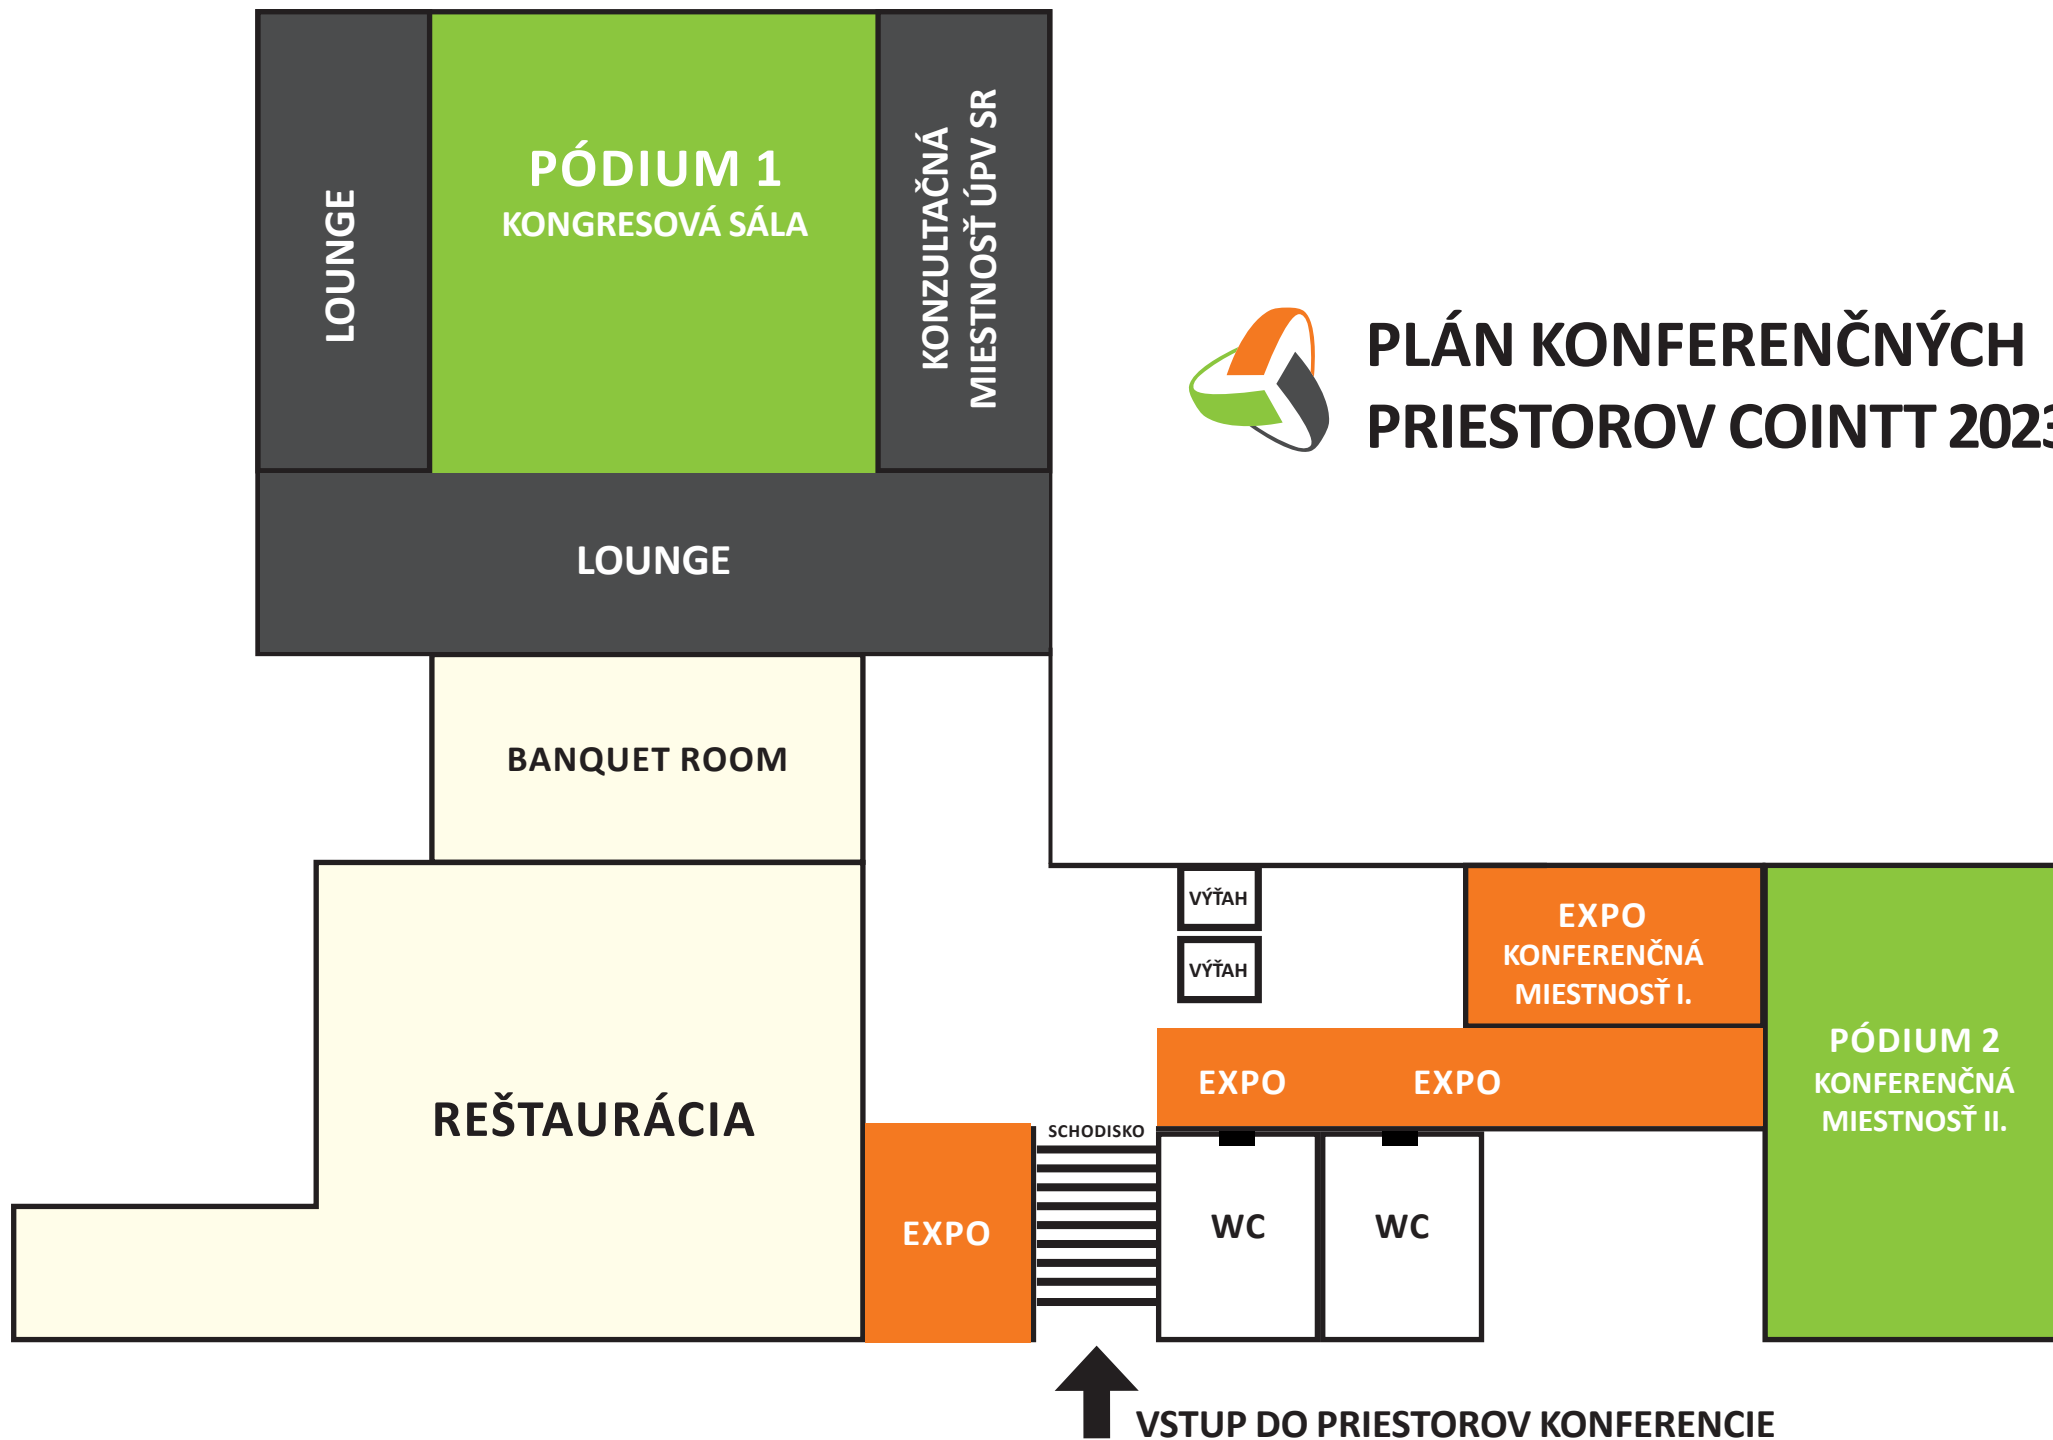 LOUNGE
PÓDIUM 1
KONGRESOVÁ SÁLA
KONZULTAČNÁ
MIESTNOSŤ ÚPV SR
PLÁN KONFERENČNÝCH
PRIESTOROV COINTT 2023
LOUNGE
BANQUET ROOM
VÝŤAH
VÝŤAH
EXPO
KONFERENČNÁ
MIESTNOSŤ I.
EXPO
EXPO
PÓDIUM 2
KONFERENČNÁ
MIESTNOSŤ II.
REŠTAURÁCIA
SCHODISKO
EXPO
WC
WC
VSTUP DO PRIESTOROV KONFERENCIE